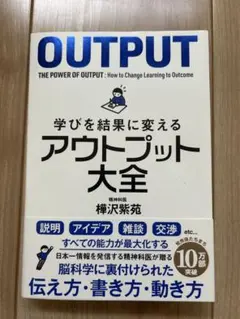 OUTPUT
THE POWER OF OUTPUT : How to Change Learning to Outcome
学びを結果に変える
アウトプット
大全
精神科医
樺沢紫苑
説明 アイデア 雑談 交渉 etc...
すべての能力が最大化する
日本一情報を発信する精神科医が贈る
脳科学に裏付けられた
伝え方・書き方・動き方
10万部
突破